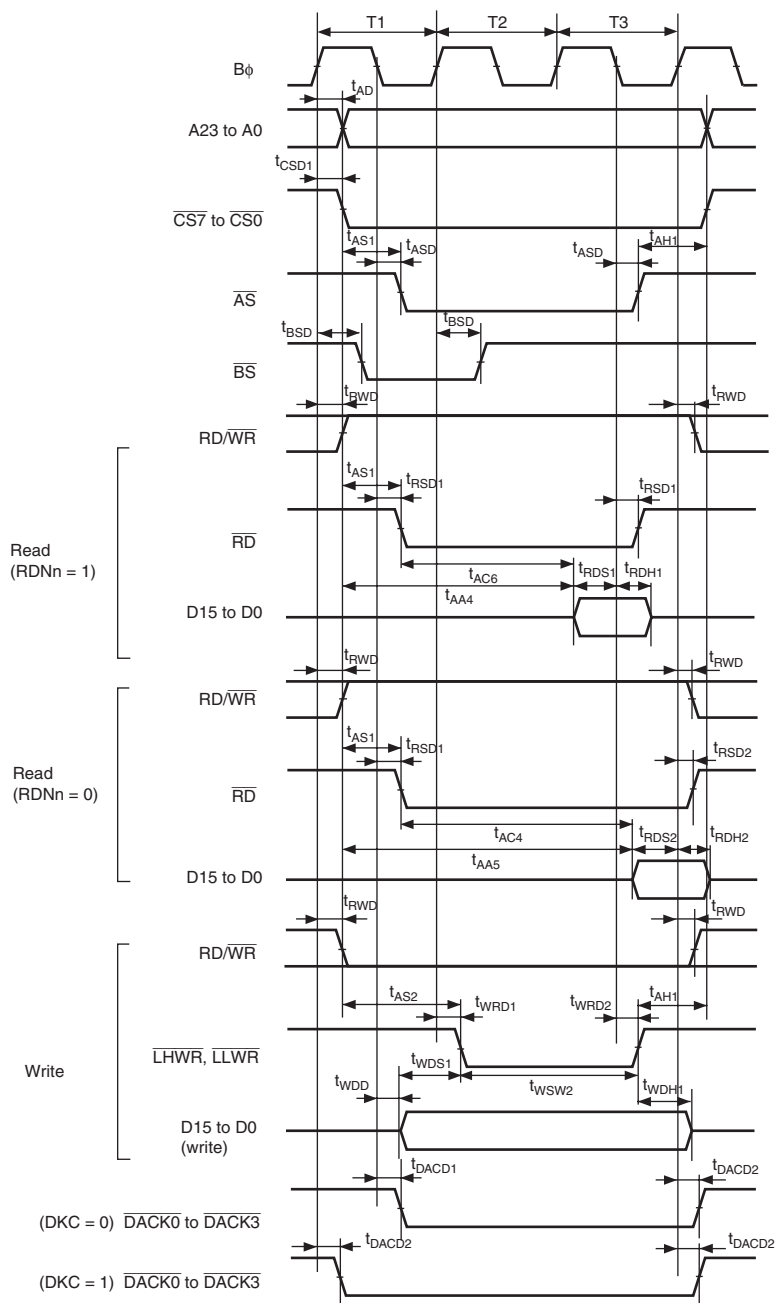 T1 T2 T3
Bϕ
tAD
A23 to A0
tCSD1
CS7 to CS0
tAS1 tASD tASD tAH1
AS
tBSD tBSD
BS
tRWD tRWD
RD/WR
tAS1 tRSD1 tRSD1
RD
Read
(RDNn = 1)
tAC6 tRDS1 tRDH1
tAA4
D15 to D0
tRWD tRWD
RD/WR
tAS1 tRSD1 tRSD2
Read
(RDNn = 0)
RD
tAC4 tRDS2 tRDH2
tAA5
D15 to D0
tRWD tRWD
RD/WR
tAS2 tWRD1 tWRD2 tAH1
LHWR, LLWR
Write
tWDS1
tWDD tWSW2 tWDH1
D15 to D0
(write)
tDACD1 tDACD2
(DKC = 0) DACK0 to DACK3
tDACD2 tDACD2
(DKC = 1) DACK0 to DACK3